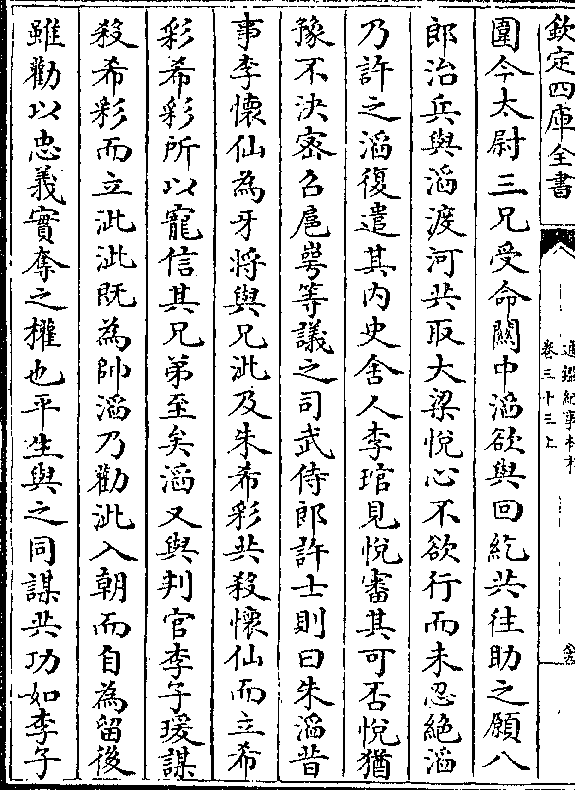 欽定四庫全書
通鑑紀事本末
卷三十三上
圍今太尉三兄受命關中滔欲與回紇共往助之願八
郎治兵與滔渡河共取大梁悅心不欲行而未忍絶滔
乃許之滔復遣其内史舍人李琯見悅審其可否悅猶
豫不決密召扈崿等議之司武侍郎許士則曰朱滔昔
事李懷仙為牙將與兄泚及朱希彩共殺懷仙而立希
彩希彩所以寵信其兄弟至矣滔又與判官李子瑗謀
殺希彩而立泚泚既為帥滔乃勸泚入朝而自為留後
雖勸以忠義實奪之權也平生與之同謀共功如李子